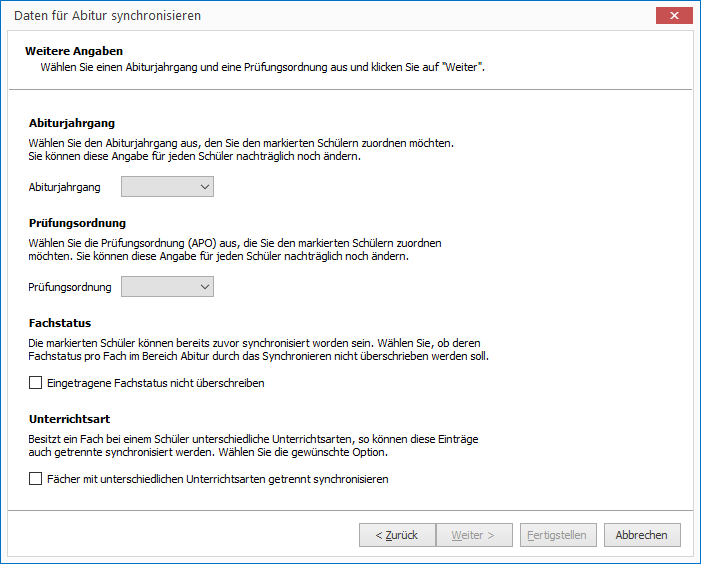 Daten für Abitur synchronisieren
Weitere Angaben
Wählen Sie einen Abiturjahrgang und eine Prüfungsordnung aus und klicken Sie auf "Weiter".
Abiturjahrgang
Wählen Sie den Abiturjahrgang aus, den Sie den markierten Schülern zuordnen möchten.
Sie können diese Angabe für jeden Schüler nachträglich noch ändern.
Abiturjahrgang
Prüfungsordnung
Wählen Sie die Prüfungsordnung (APO) aus, die Sie den markierten Schülern zuordnen
möchten. Sie können diese Angabe für jeden Schüler nachträglich noch ändern.
Prüfungsordnung
Fachstatus
Die markierten Schüler können bereits zuvor synchronisiert worden sein. Wählen Sie, ob deren
Fachstatus pro Fach im Bereich Abitur durch das Synchronieren nicht überschrieben werden soll.
Eingetragene Fachstatus nicht überschreiben
Unterrichtsart
Besitzt ein Fach bei einem Schüler unterschiedliche Unterrichtsarten, so können diese Einträge
auch getrennte synchronisiert werden. Wählen Sie die gewünschte Option.
Fächer mit unterschiedlichen Unterrichtsarten getrennt synchronisieren
< Zurück Weiter > Fertigstellen Abbrechen